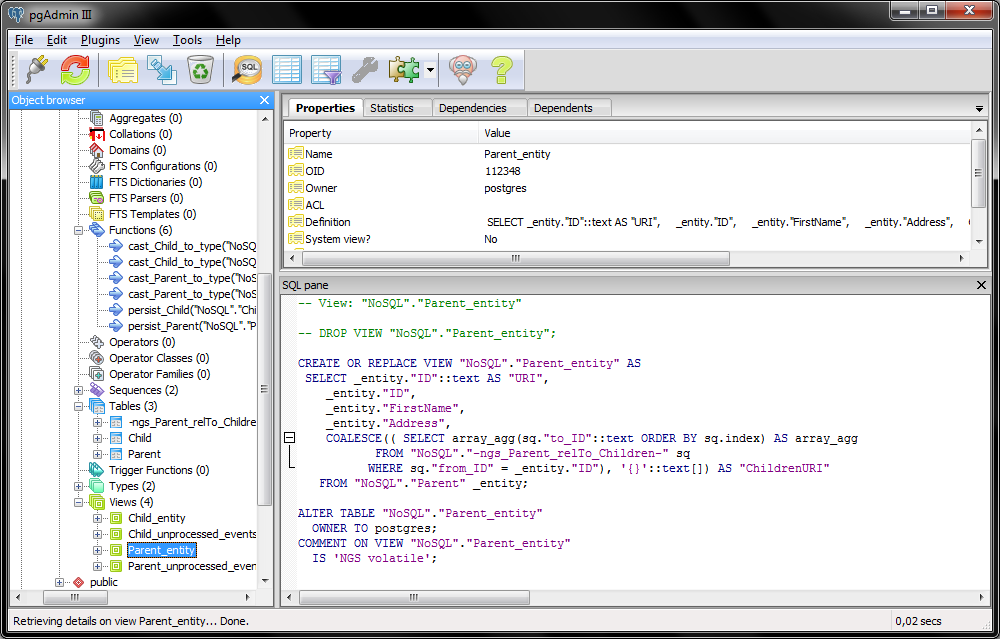 pgAdmin III
File Edit Plugins View Tools Help
SQL
Object browser
Aggregates (0)
Collations (0)
Domains (0)
FTS Configurations (0)
FTS Dictionaries (0)
FTS Parsers (0)
FTS Templates (0)
Functions (6)
cast_Child_to_type("NoSQ
cast_Child_to_type("NoSQ
cast_Parent_to_type("NoS
cast_Parent_to_type("NoS
persist_Child("NoSQL"."Chi
persist_Parent("NoSQL"."P
Operators (0)
Operator Classes (0)
Operator Families (0)
Sequences (2)
Tables (3)
-ngs_Parent_relTo_Childre
Child
Parent
Trigger Functions (0)
Types (2)
Views (4)
Child_entity
Child_unprocessed_events
Parent_entity
Parent_unprocessed_even
public
Properties Statistics Dependencies Dependents
Property Value
Name Parent_entity
OID 112348
Owner postgres
ACL
Definition SELECT _entity."ID"::text AS "URI", _entity."ID", _entity."FirstName", _entity."Address",
System view? No
SQL pane
-- View: "NoSQL"."Parent_entity"
-- DROP VIEW "NoSQL"."Parent_entity";
CREATE OR REPLACE VIEW "NoSQL"."Parent_entity" AS
SELECT _entity."ID"::text AS "URI",
_entity."ID",
_entity."FirstName",
_entity."Address",
COALESCE(( SELECT array_agg(sq."to_ID"::text ORDER BY sq.index) AS array_agg
FROM "NoSQL"."-ngs_Parent_relTo_Children-" sq
WHERE sq."from_ID" = _entity."ID"), '{}'::text[]) AS "ChildrenURI"
FROM "NoSQL"."Parent" _entity;
ALTER TABLE "NoSQL"."Parent_entity"
OWNER TO postgres;
COMMENT ON VIEW "NoSQL"."Parent_entity"
IS 'NGS volatile';
Retrieving details on view Parent_entity... Done. 0,02 secs